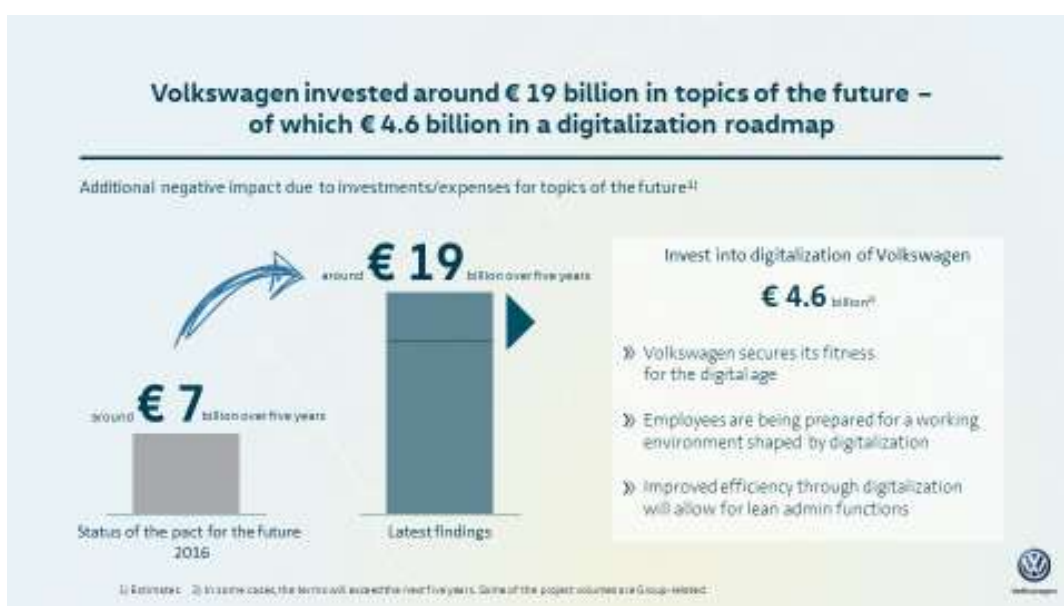 Volkswagen invested around € 19 billion in topics of the future –
of which € 4.6 billion in a digitalization roadmap
Additional negative impact due to investments/expenses for topics of the future¹⁾
around € 19 billion over five years
around € 7 billion over five years
Status of the pact for the future
2016
Latest findings
Invest into digitalization of Volkswagen
€ 4.6 billion²⁾
» Volkswagen secures its fitness
for the digital age
» Employees are being prepared for a working
environment shaped by digitalization
» Improved efficiency through digitalization
will allow for lean admin functions
1) Estimates 2) In some cases, the terms will exceed the next five years. Some of the project volumes are Group-related.
Volkswagen